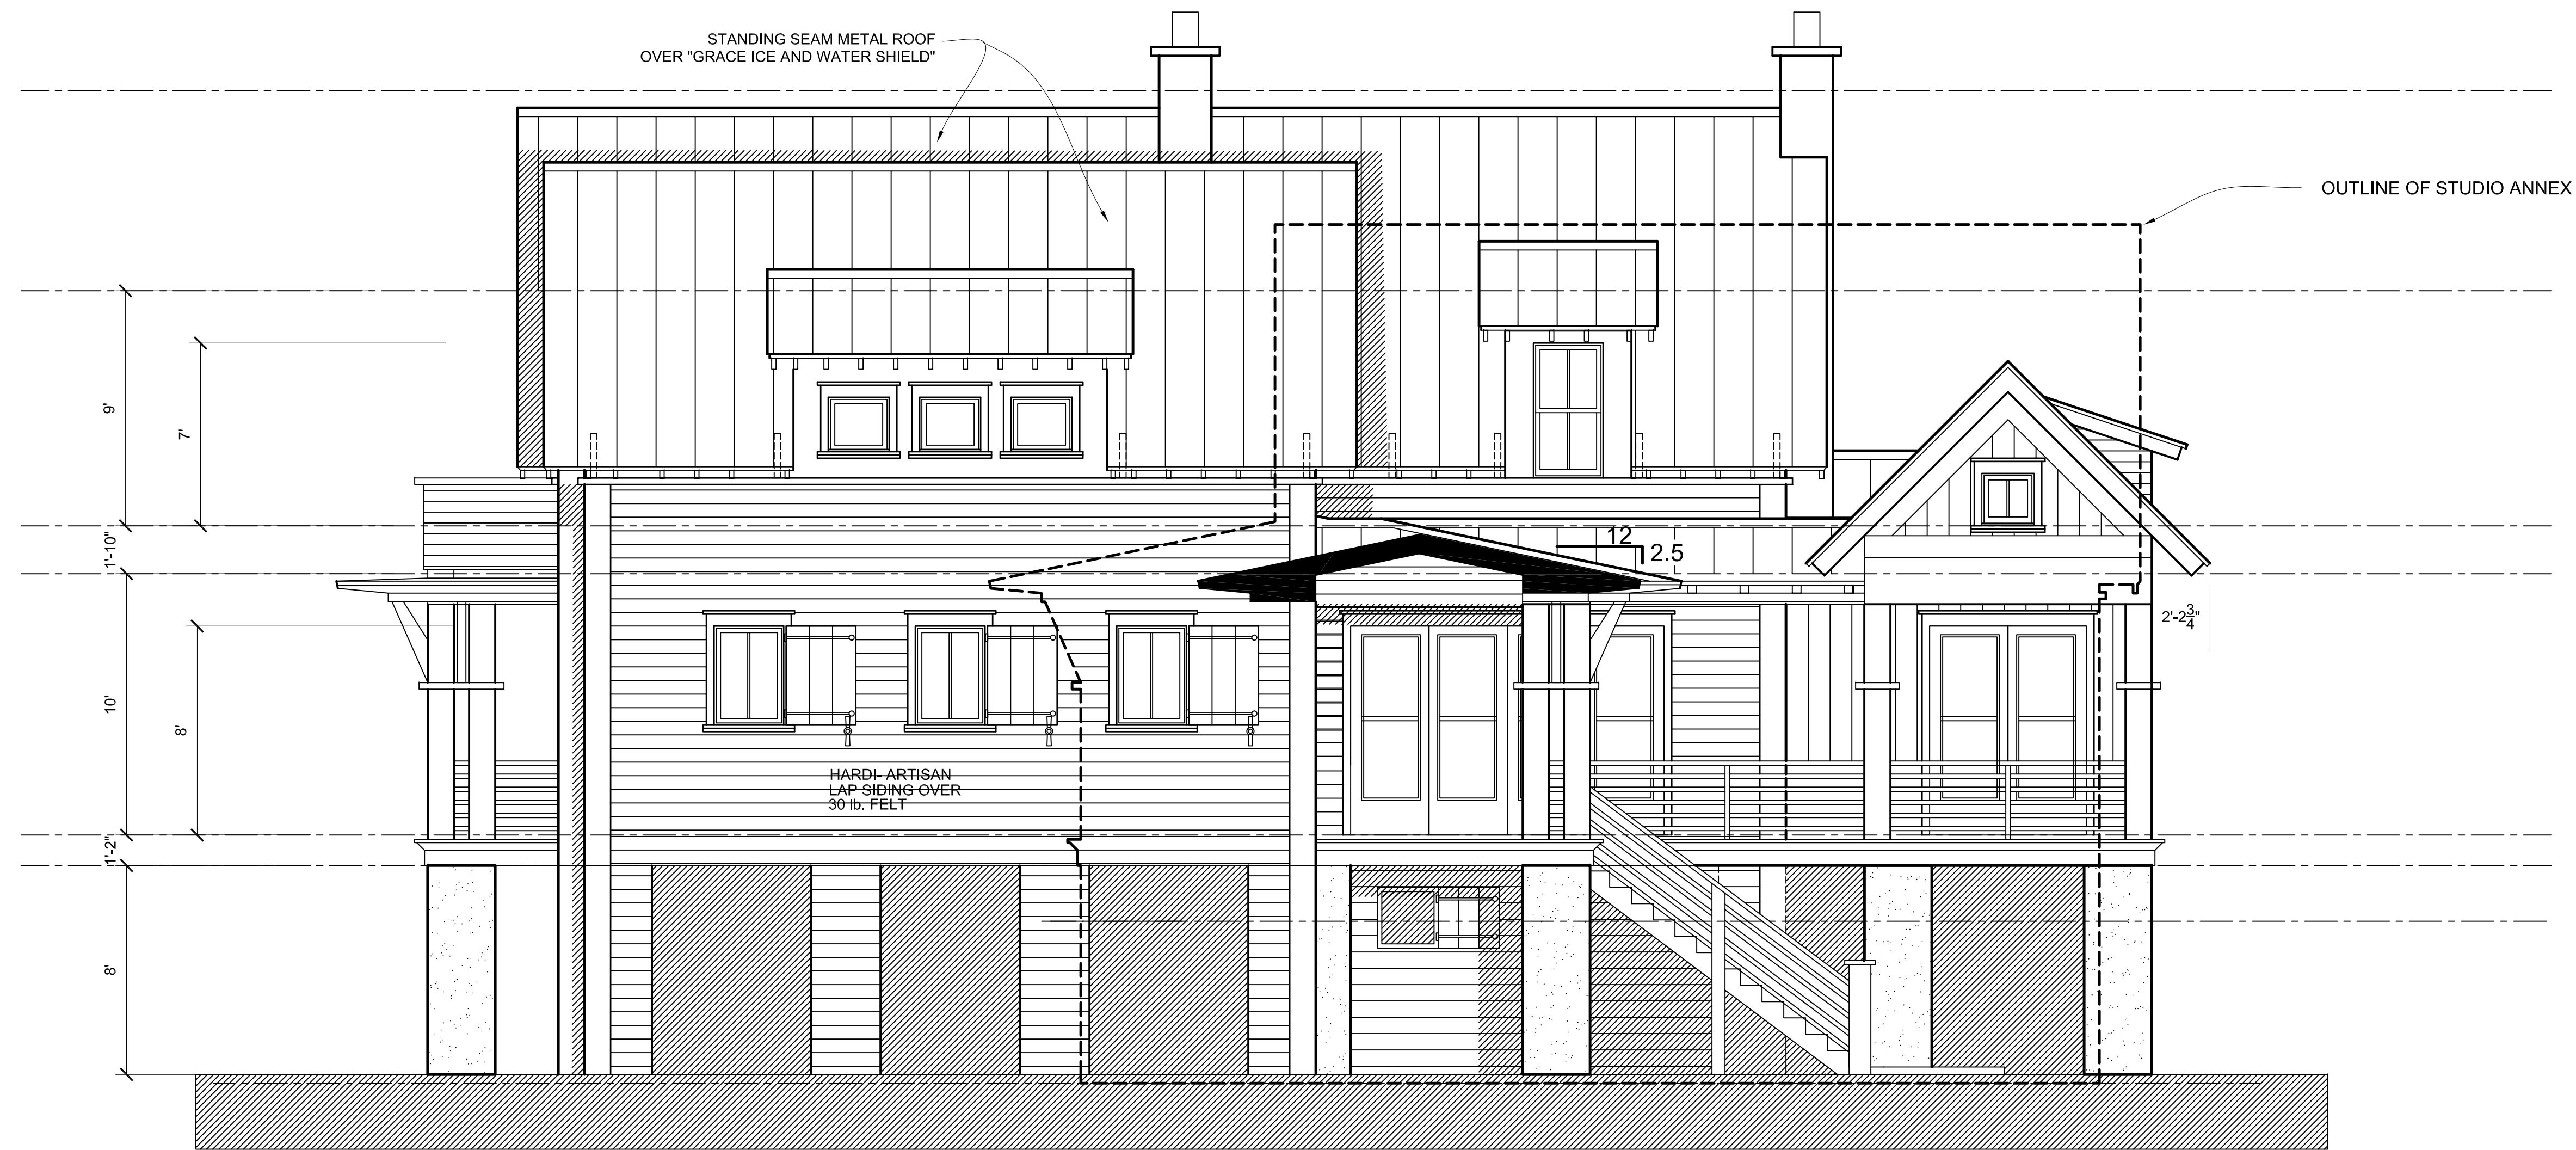 STANDING SEAM METAL ROOF
OVER "GRACE ICE AND WATER SHIELD"
OUTLINE OF STUDIO ANNEX
9'
7'
1'-10"
12
2.5
10'
8'
2'-2 3/4"
HARDI- ARTISAN
LAP SIDING OVER
30 lb. FELT
1'-2"
8'